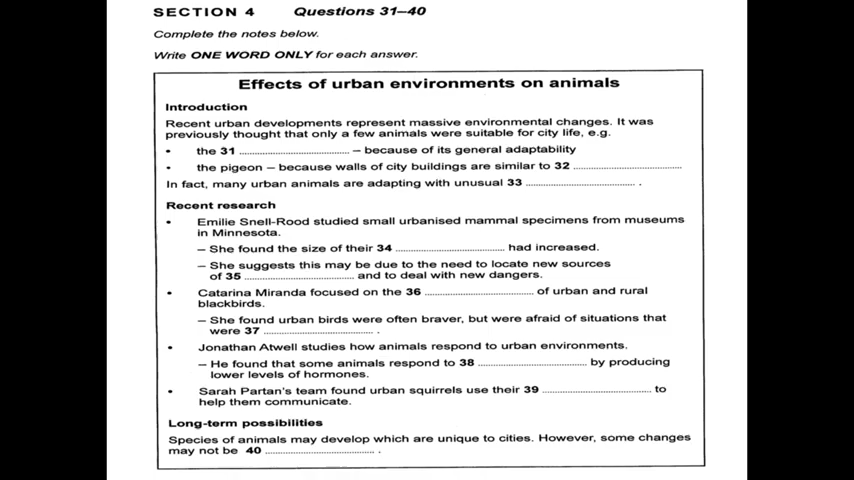 SECTION 4 Questions 31–40
Complete the notes below.
Write ONE WORD ONLY for each answer.
Effects of urban environments on animals
Introduction
Recent urban developments represent massive environmental changes. It was
previously thought that only a few animals were suitable for city life, e.g.
• the 31 .................................... – because of its general adaptability
• the pigeon – because walls of city buildings are similar to 32 ....................................
In fact, many urban animals are adapting with unusual 33 .................................... .
Recent research
• Emilie Snell-Rood studied small urbanised mammal specimens from museums
in Minnesota.
– She found the size of their 34 .................................... had increased.
– She suggests this may be due to the need to locate new sources
of 35 .................................... and to deal with new dangers.
• Catarina Miranda focused on the 36 .................................... of urban and rural
blackbirds.
– She found urban birds were often braver, but were afraid of situations that
were 37 .................................... .
• Jonathan Atwell studies how animals respond to urban environments.
– He found that some animals respond to 38 .................................... by producing
lower levels of hormones.
• Sarah Partan's team found urban squirrels use their 39 .................................... to
help them communicate.
Long-term possibilities
Species of animals may develop which are unique to cities. However, some changes
may not be 40 .................................... .